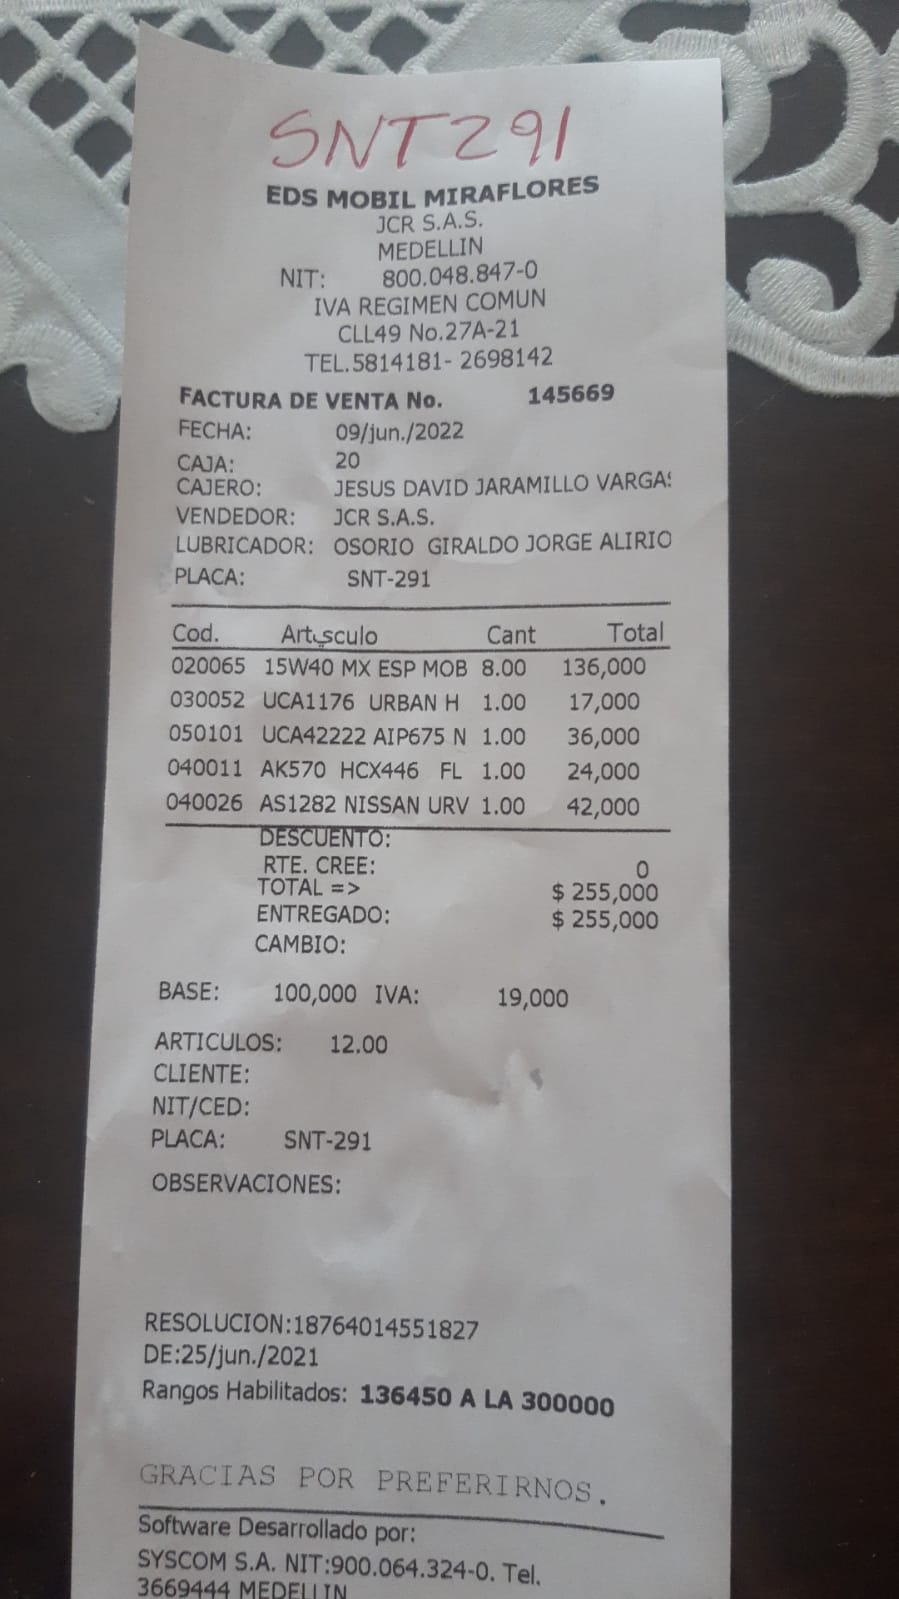 SNT291
EDS MOBIL MIRAFLORES
JCR S.A.S.
MEDELLIN
NIT: 800.048.847-0
IVA REGIMEN COMUN
CLL49 No.27A-21
TEL.5814181- 2698142
FACTURA DE VENTA No. 145669
FECHA: 09/jun./2022
CAJA: 20
CAJERO: JESUS DAVID JARAMILLO VARGAS
VENDEDOR: JCR S.A.S.
LUBRICADOR: OSORIO GIRALDO JORGE ALIRIO
PLACA: SNT-291
Cod. Art¡sculo Cant Total
020065 15W40 MX ESP MOB 8.00 136,000
030052 UCA1176 URBAN H 1.00 17,000
050101 UCA42222 AIP675 N 1.00 36,000
040011 AK570 HCX446 FL 1.00 24,000
040026 AS1282 NISSAN URV 1.00 42,000
DESCUENTO:
RTE. CREE: 0
TOTAL => $ 255,000
ENTREGADO: $ 255,000
CAMBIO:
BASE: 100,000 IVA: 19,000
ARTICULOS: 12.00
CLIENTE:
NIT/CED:
PLACA: SNT-291
OBSERVACIONES:
RESOLUCION:18764014551827
DE:25/jun./2021
Rangos Habilitados: 136450 A LA 300000
GRACIAS POR PREFERIRNOS.
Software Desarrollado por:
SYSCOM S.A. NIT:900.064.324-0. Tel.
3669444 MEDELLIN